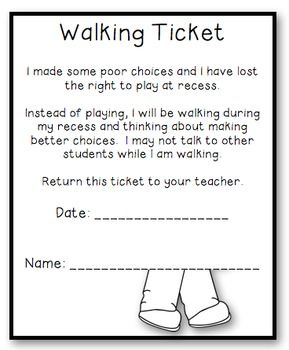 Walking Ticket
I made some poor choices and I have lost
the right to play at recess.
Instead of playing, I will be walking during
my recess and thinking about making
better choices.  I may not talk to other
students while I am walking.
Return this ticket to your teacher.
Date: _________________
Name: ____________________